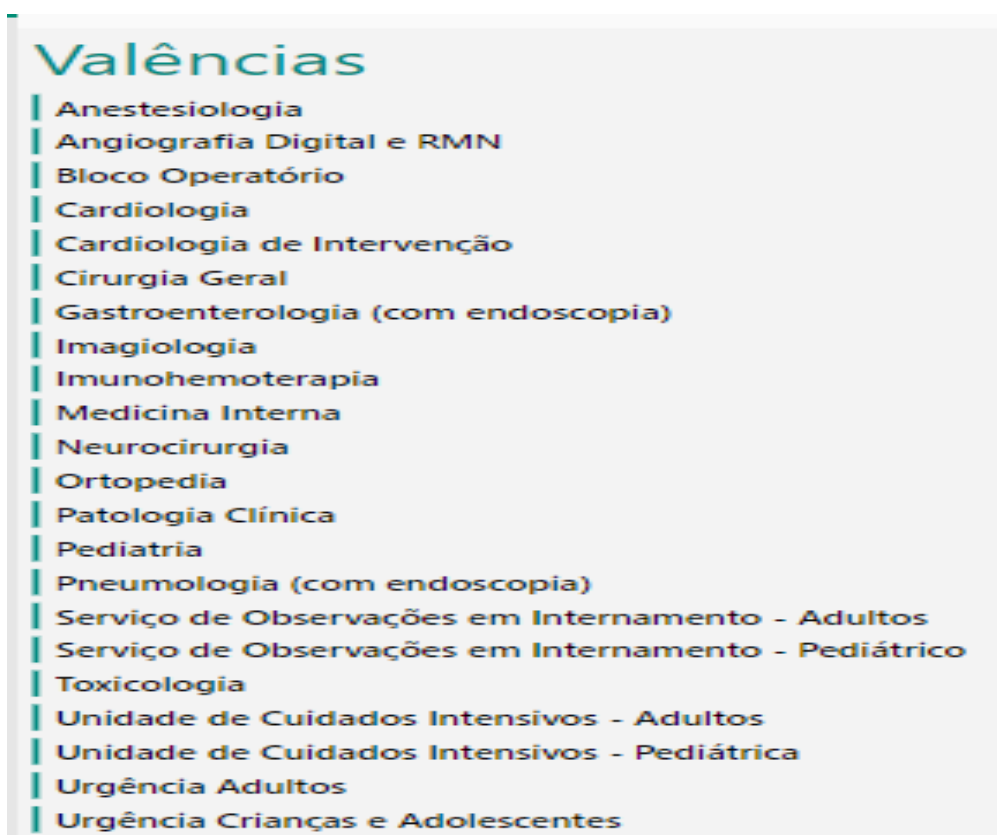 Valências
Anestesiologia
Angiografia Digital e RMN
Bloco Operatório
Cardiologia
Cardiologia de Intervenção
Cirurgia Geral
Gastroenterologia (com endoscopia)
Imagiologia
Imunohemoterapia
Medicina Interna
Neurocirurgia
Ortopedia
Patologia Clínica
Pediatria
Pneumologia (com endoscopia)
Serviço de Observações em Internamento - Adultos
Serviço de Observações em Internamento - Pediátrico
Toxicologia
Unidade de Cuidados Intensivos - Adultos
Unidade de Cuidados Intensivos - Pediátrica
Urgência Adultos
Urgência Crianças e Adolescentes